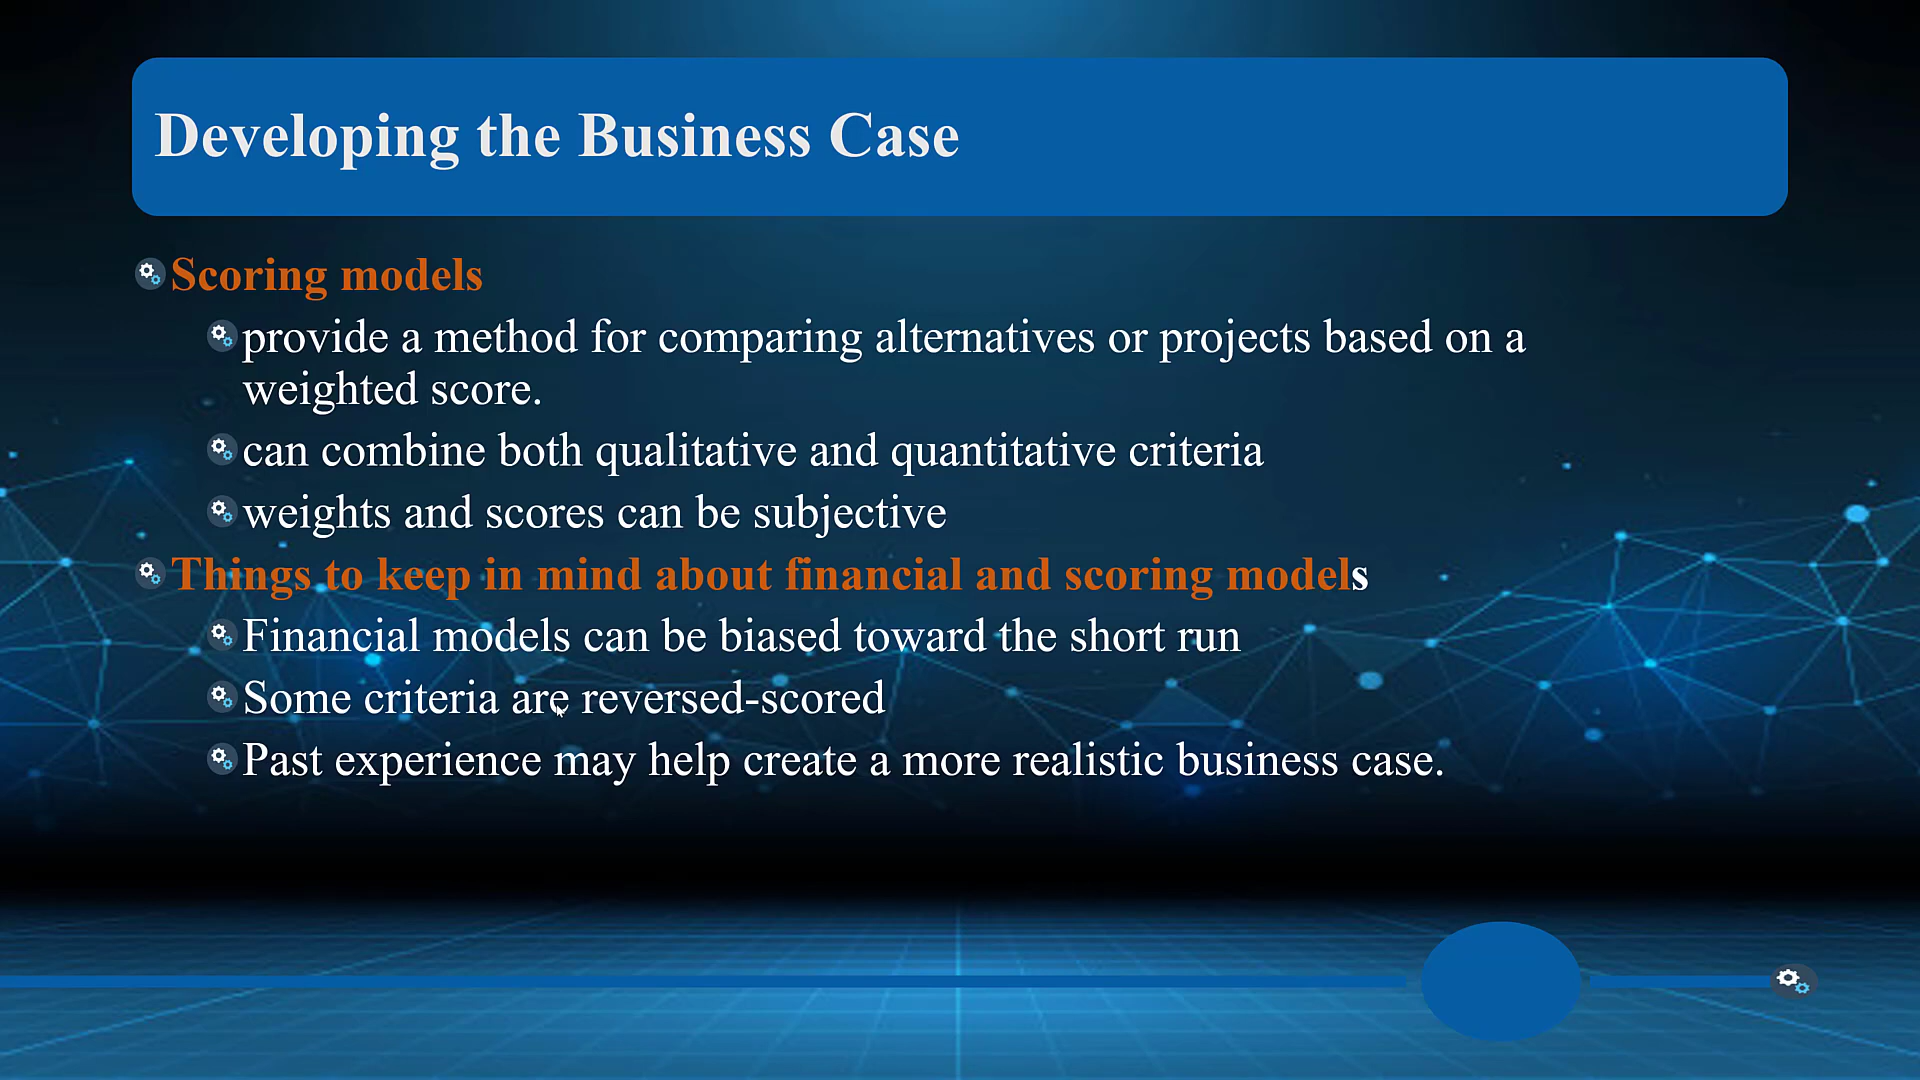 Developing the Business Case
Scoring models
provide a method for comparing alternatives or projects based on a
weighted score.
can combine both qualitative and quantitative criteria
weights and scores can be subjective
Things to keep in mind about financial and scoring models
Financial models can be biased toward the short run
Some criteria are reversed-scored
Past experience may help create a more realistic business case.